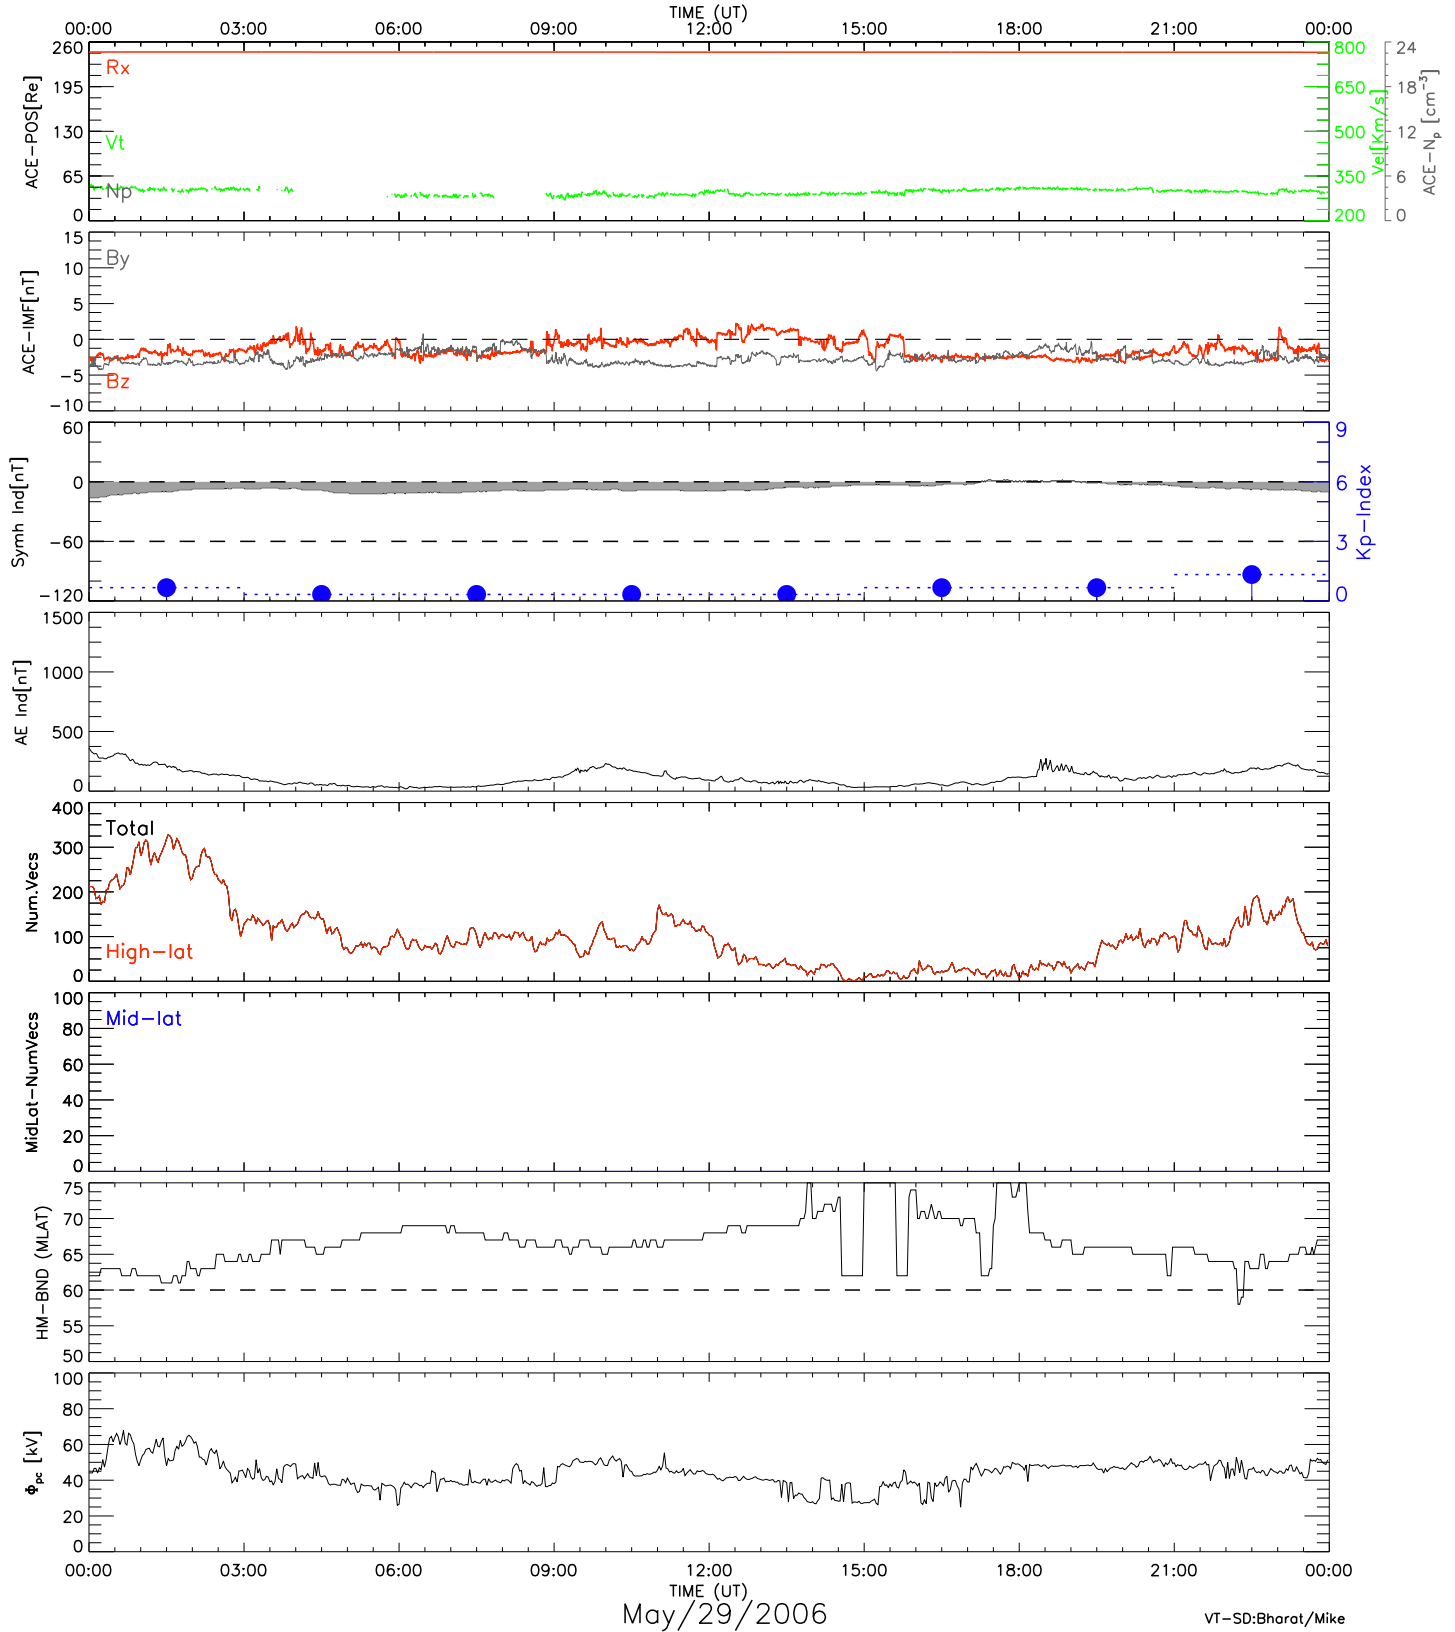 TIME (UT)
00:00 03:00 06:00 09:00 12:00 15:00 18:00 21:00 00:00
ACE-POS[Re]
260
195
130
65
0
Rx
Vt
Np
800
650
500
350
200
Vel[Km/s]
24
18
12
6
0
ACE-Np [cm-3]
ACE-IMF[nT]
15
10
5
0
-5
-10
By
Bz
Symh Ind[nT]
60
0
-60
-120
9
6
3
0
Kp-Index
AE Ind[nT]
1500
1000
500
0
Num.Vecs
400
300
200
100
0
Total
High-lat
MidLat-NumVecs
100
80
60
40
20
0
Mid-lat
HM-BND (MLAT)
75
70
65
60
55
50
Φpc [kV]
100
80
60
40
20
0
00:00 03:00 06:00 09:00 12:00 15:00 18:00 21:00 00:00
TIME (UT)
May/29/2006
VT-SD:Bharat/Mike